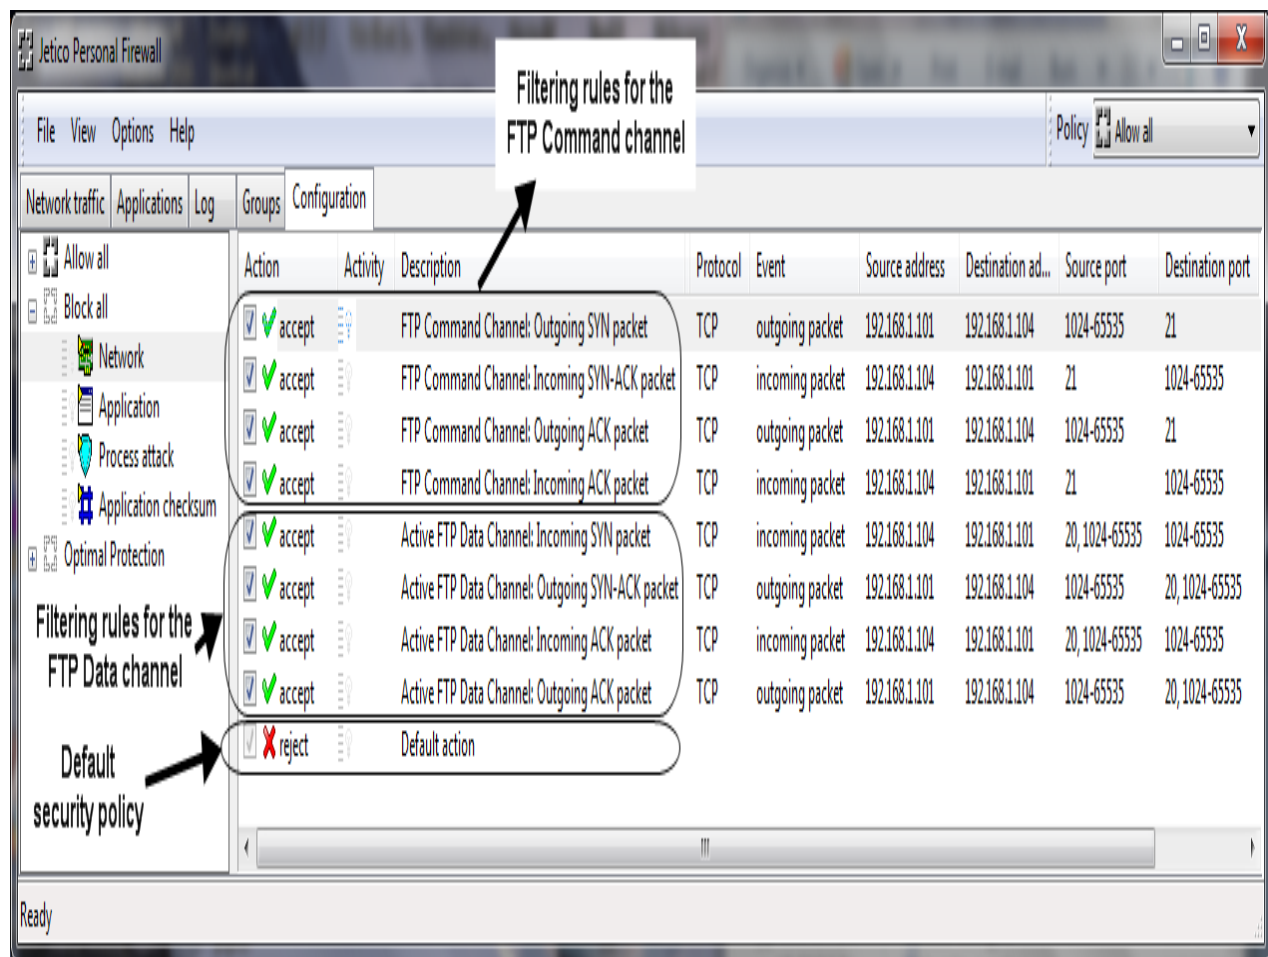 Jetico Personal Firewall
Filtering rules for the
FTP Command channel
File View Options Help
Policy Allow all
Network traffic Applications Log Groups Configuration
Allow all
Block all
Network
Application
Process attack
Application checksum
Optimal Protection
Filtering rules for the
FTP Data channel
Default
security policy
Action Activity Description Protocol Event Source address Destination ad... Source port Destination port
accept FTP Command Channel: Outgoing SYN packet TCP outgoing packet 192.168.1.101 192.168.1.104 1024-65535 21
accept FTP Command Channel: Incoming SYN-ACK packet TCP incoming packet 192.168.1.104 192.168.1.101 21 1024-65535
accept FTP Command Channel: Outgoing ACK packet TCP outgoing packet 192.168.1.101 192.168.1.104 1024-65535 21
accept FTP Command Channel: Incoming ACK packet TCP incoming packet 192.168.1.104 192.168.1.101 21 1024-65535
accept Active FTP Data Channel: Incoming SYN packet TCP incoming packet 192.168.1.104 192.168.1.101 20, 1024-65535 1024-65535
accept Active FTP Data Channel: Outgoing SYN-ACK packet TCP outgoing packet 192.168.1.101 192.168.1.104 1024-65535 20, 1024-65535
accept Active FTP Data Channel: Incoming ACK packet TCP incoming packet 192.168.1.104 192.168.1.101 20, 1024-65535 1024-65535
accept Active FTP Data Channel: Outgoing ACK packet TCP outgoing packet 192.168.1.101 192.168.1.104 1024-65535 20, 1024-65535
reject Default action
Ready